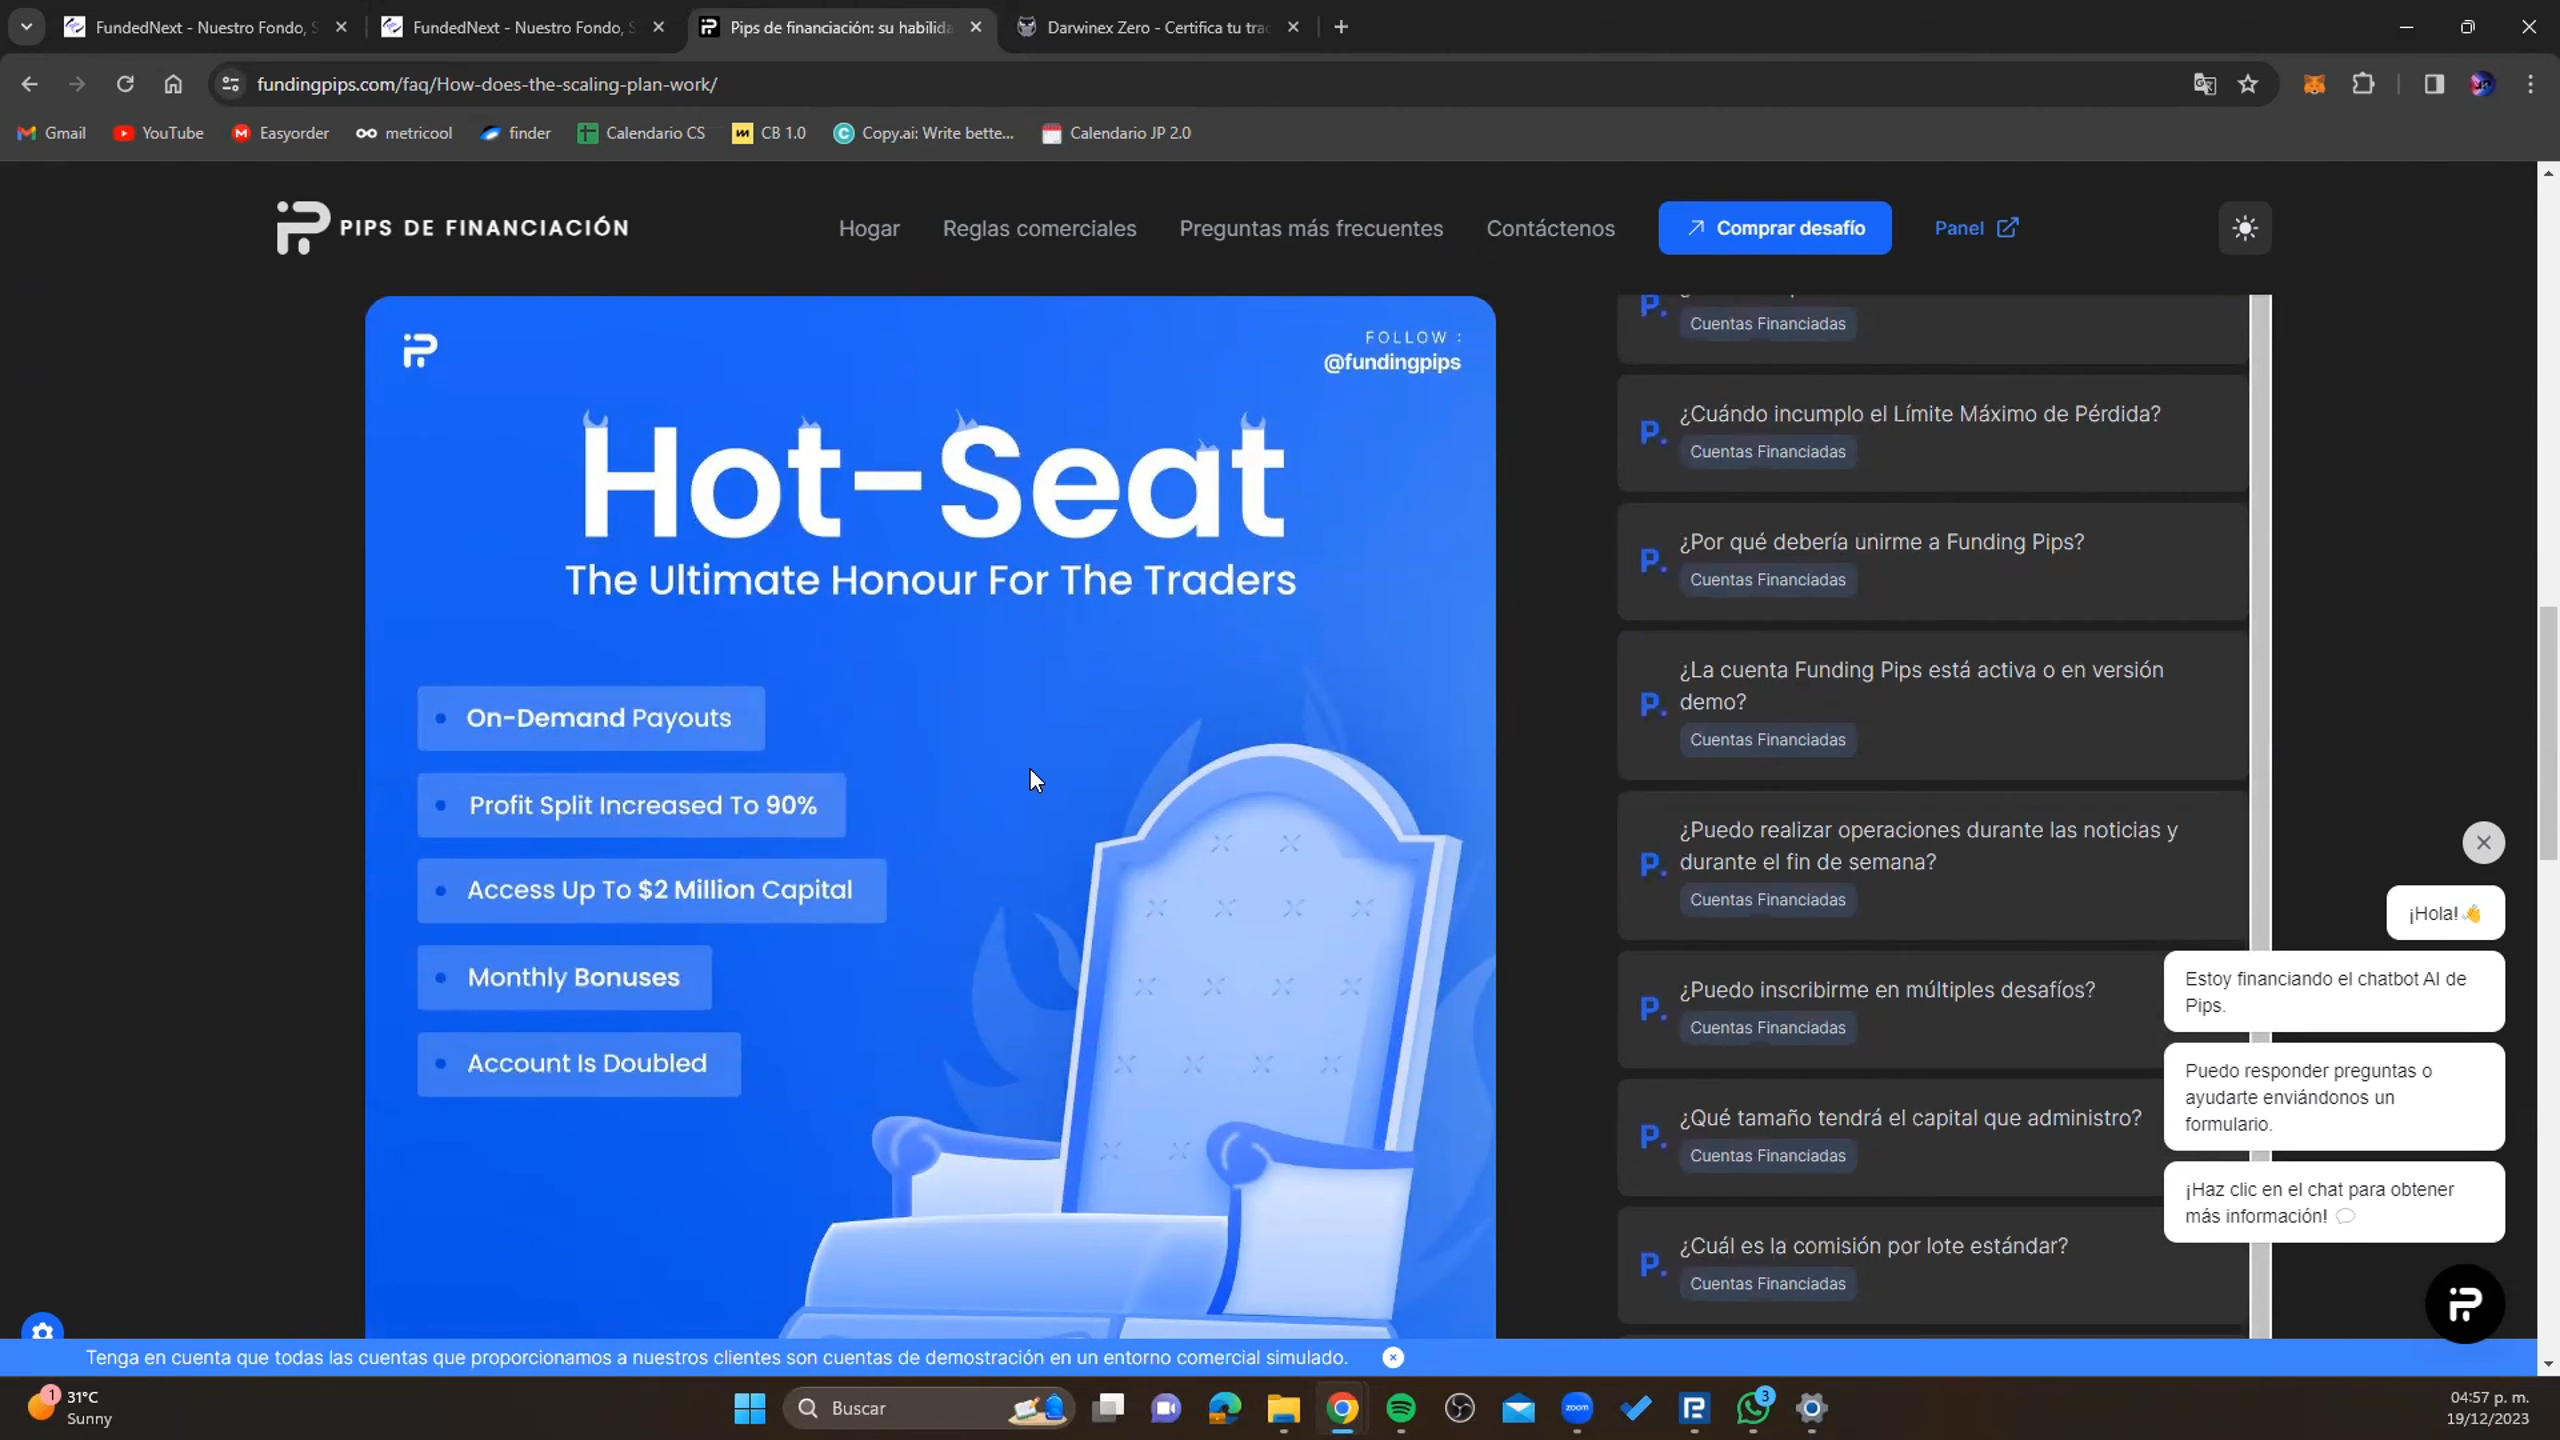 FundedNext - Nuestro Fondo, S
FundedNext - Nuestro Fondo, S
Pips de financiación: su habilida
Darwinex Zero - Certifica tu trac
fundingpips.com/faq/How-does-the-scaling-plan-work/
Gmail
YouTube
Easyorder
metricool
finder
Calendario CS
CB 1.0
Copy.ai: Write bette...
Calendario JP 2.0
PIPS DE FINANCIACIÓN
Hogar
Reglas comerciales
Preguntas más frecuentes
Contáctenos
Comprar desafío
Panel
FOLLOW :
@fundingpips
Hot-Seat
The Ultimate Honour For The Traders
On-Demand Payouts
Profit Split Increased To 90%
Access Up To $2 Million Capital
Monthly Bonuses
Account Is Doubled
Cuentas Financiadas
¿Cuándo incumplo el Límite Máximo de Pérdida?
Cuentas Financiadas
¿Por qué debería unirme a Funding Pips?
Cuentas Financiadas
¿La cuenta Funding Pips está activa o en versión
demo?
Cuentas Financiadas
¿Puedo realizar operaciones durante las noticias y
durante el fin de semana?
Cuentas Financiadas
¿Puedo inscribirme en múltiples desafíos?
Cuentas Financiadas
¿Qué tamaño tendrá el capital que administro?
Cuentas Financiadas
¿Cuál es la comisión por lote estándar?
Cuentas Financiadas
¡Hola!👋
Estoy financiando el chatbot AI de
Pips.
Puedo responder preguntas o
ayudarte enviándonos un
formulario.
¡Haz clic en el chat para obtener
más información! 💬
Tenga en cuenta que todas las cuentas que proporcionamos a nuestros clientes son cuentas de demostración en un entorno comercial simulado.
1
31°C
Sunny
Buscar
zoom
3
04:57 p. m.
19/12/2023